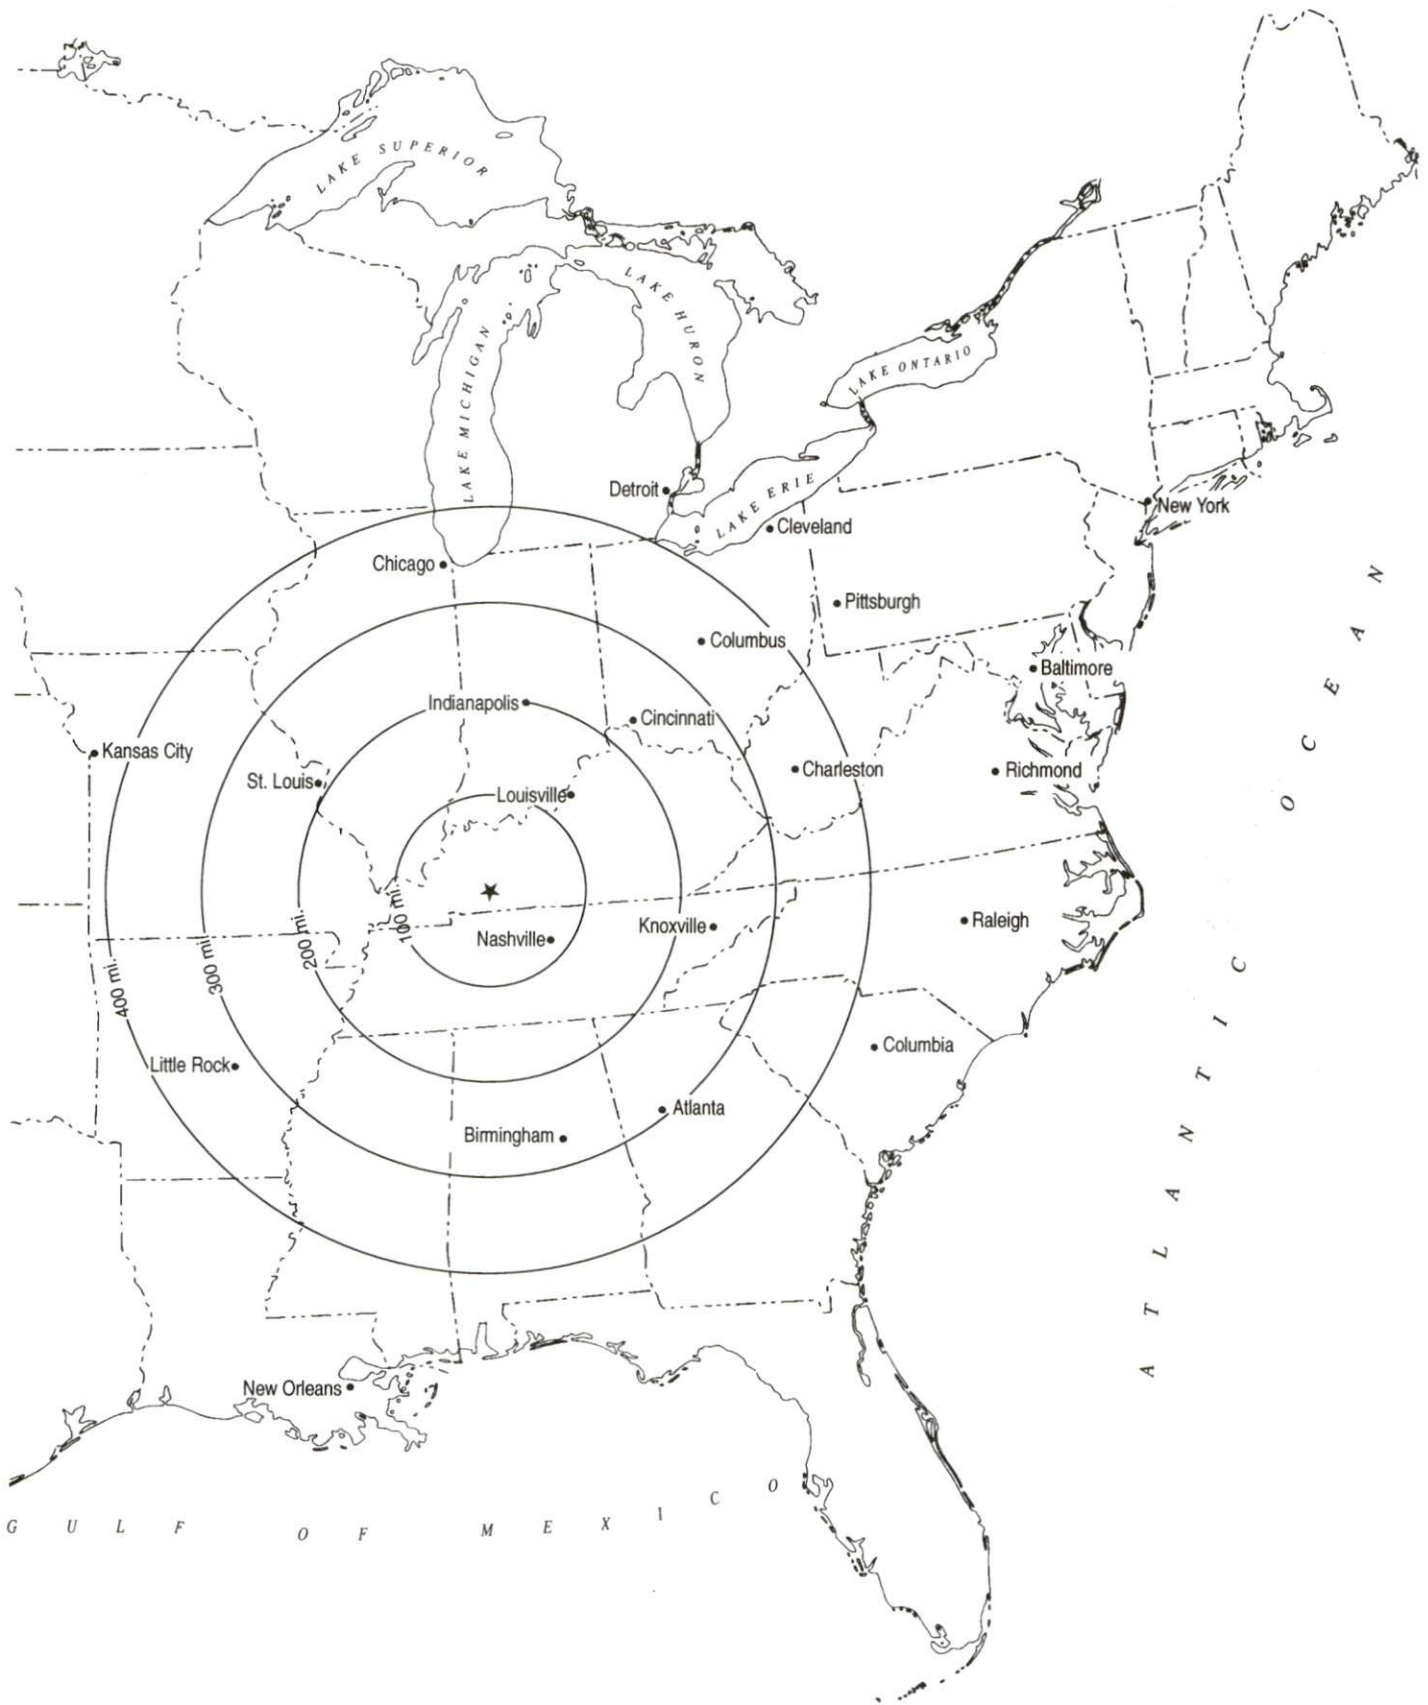 LAKE SUPERIOR
LAKE HURON
LAKE MICHIGAN
LAKE ONTARIO
LAKE ERIE
Detroit
New York
Cleveland
Chicago
Pittsburgh
Columbus
Baltimore
Indianapolis
Cincinnati
Kansas City
Charleston
Richmond
St. Louis
Louisville
100 mi.
200 mi.
300 mi.
400 mi.
Nashville
Knoxville
Raleigh
Columbia
Little Rock
Atlanta
Birmingham
New Orleans
ATLANTIC OCEAN
GULF OF MEXICO